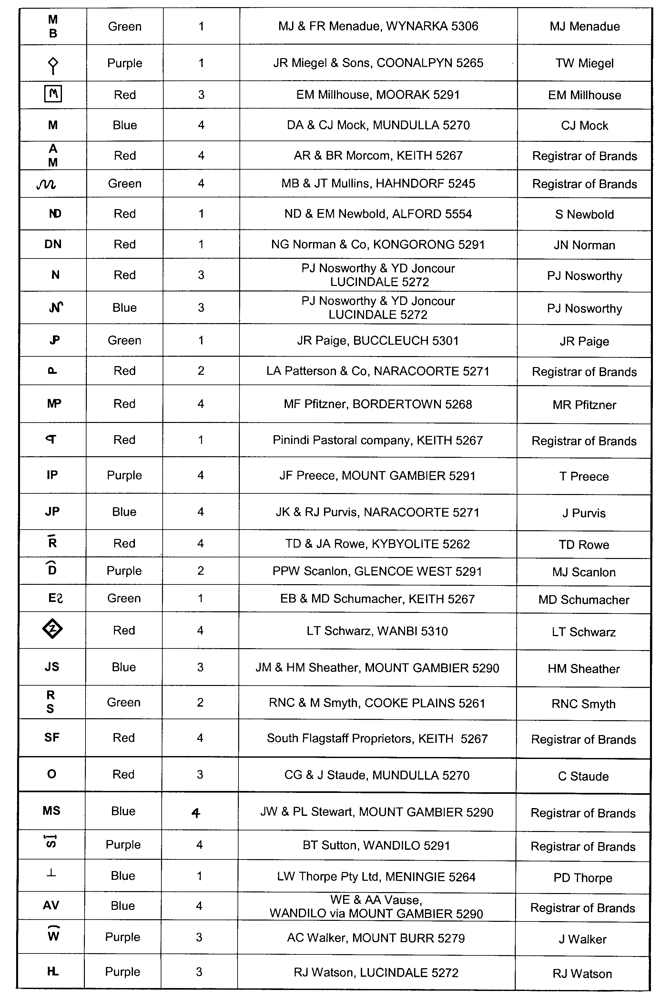 M
B
Green 1 MJ & FR Menadue, WYNARKA 5306 MJ Menadue
Purple 1 JR Miegel & Sons, COONALPYN 5265 TW Miegel
M Red 3 EM Millhouse, MOORAK 5291 EM Millhouse
M Blue 4 DA & CJ Mock, MUNDULLA 5270 CJ Mock
A
M
Red 4 AR & BR Morcom, KEITH 5267 Registrar of Brands
Green 4 MB & JT Mullins, HAHNDORF 5245 Registrar of Brands
ND Red 1 ND & EM Newbold, ALFORD 5554 S Newbold
DN Red 1 NG Norman & Co, KONGORONG 5291 JN Norman
N Red 3 PJ Nosworthy & YD Joncour
LUCINDALE 5272 PJ Nosworthy
N Blue 3 PJ Nosworthy & YD Joncour
LUCINDALE 5272 PJ Nosworthy
JP Green 1 JR Paige, BUCCLEUCH 5301 JR Paige
P Red 2 LA Patterson & Co, NARACOORTE 5271 Registrar of Brands
MP Red 4 MF Pfitzner, BORDERTOWN 5268 MR Pfitzner
Red 1 Pinindi Pastoral company, KEITH 5267 Registrar of Brands
IP Purple 4 JF Preece, MOUNT GAMBIER 5291 T Preece
JP Blue 4 JK & RJ Purvis, NARACOORTE 5271 J Purvis
R Red 4 TD & JA Rowe, KYBYOLITE 5262 TD Rowe
D Purple 2 PPW Scanlon, GLENCOE WEST 5291 MJ Scanlon
ES Green 1 EB & MD Schumacher, KEITH 5267 MD Schumacher
Z Red 4 LT Schwarz, WANBI 5310 LT Schwarz
JS Blue 3 JM & HM Sheather, MOUNT GAMBIER 5290 HM Sheather
R
S
Green 2 RNC & M Smyth, COOKE PLAINS 5261 RNC Smyth
SF Red 4 South Flagstaff Proprietors, KEITH 5267 Registrar of Brands
O Red 3 CG & J Staude, MUNDULLA 5270 C Staude
MS Blue 4 JW & PL Stewart, MOUNT GAMBIER 5290 Registrar of Brands
S Purple 4 BT Sutton, WANDILO 5291 Registrar of Brands
⊥ Blue 1 LW Thorpe Pty Ltd, MENINGIE 5264 PD Thorpe
AV Blue 4 WE & AA Vause,
WANDILO via MOUNT GAMBIER 5290 Registrar of Brands
W Purple 3 AC Walker, MOUNT BURR 5279 J Walker
HL Purple 3 RJ Watson, LUCINDALE 5272 RJ Watson